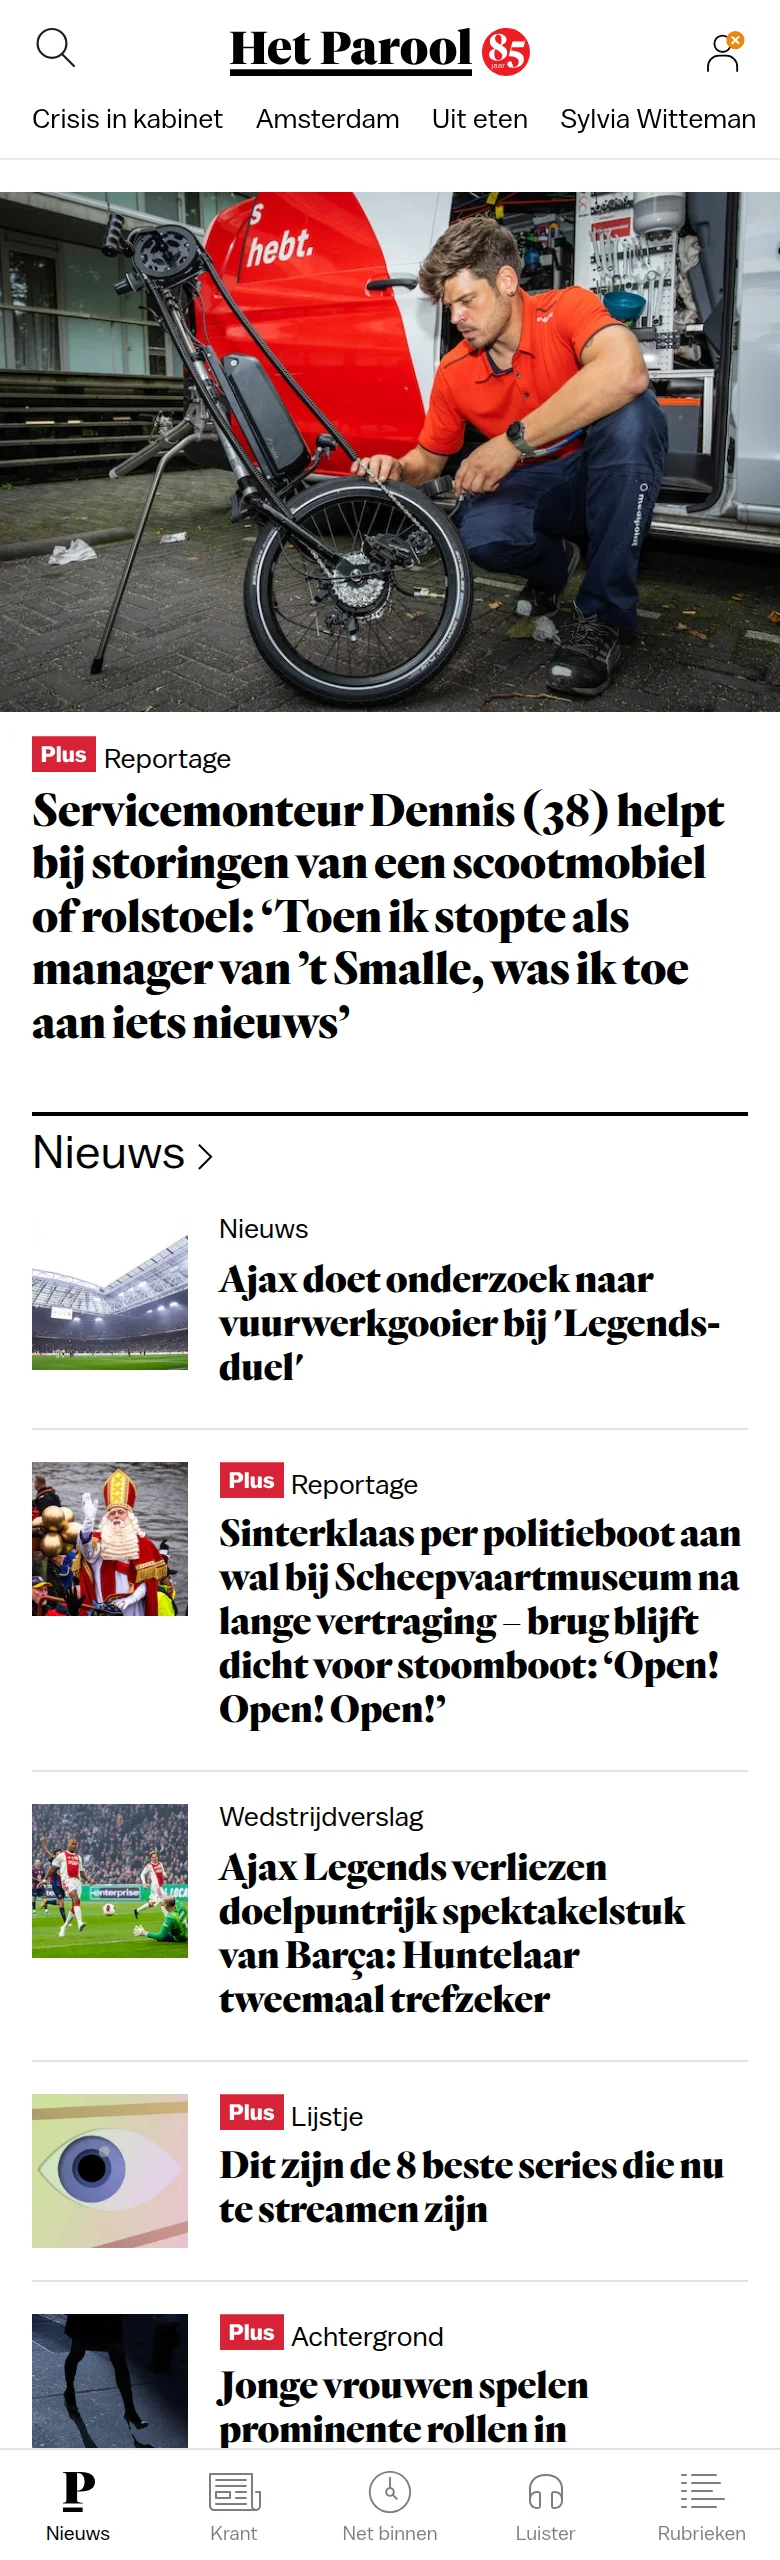 Het Parool 85 jaar
Crisis in kabinet Amsterdam Uit eten Sylvia Witteman
s
hebt.
medipoint
Plus Reportage
Servicemonteur Dennis (38) helpt
bij storingen van een scootmobiel
of rolstoel: ‘Toen ik stopte als
manager van ’t Smalle, was ik toe
aan iets nieuws’
Nieuws
Nieuws
Ajax doet onderzoek naar
vuurwerkgooier bij 'Legends-
duel'
Plus Reportage
Sinterklaas per politieboot aan
wal bij Scheepvaartmuseum na
lange vertraging – brug blijft
dicht voor stoomboot: ‘Open!
Open! Open!’
Wedstrijdverslag
enterprise
Ajax Legends verliezen
doelpuntrijk spektakelstuk
van Barça: Huntelaar
tweemaal trefzeker
Plus Lijstje
Dit zijn de 8 beste series die nu
te streamen zijn
Plus Achtergrond
Jonge vrouwen spelen
prominente rollen in
P
Nieuws Krant Net binnen Luister Rubrieken